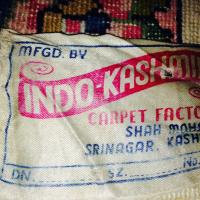 MFGD. BY
INDO-KASHMI
CARPET FACTO
SHAH MOHA
SRINAGAR, KASH
DN. SZ. No.